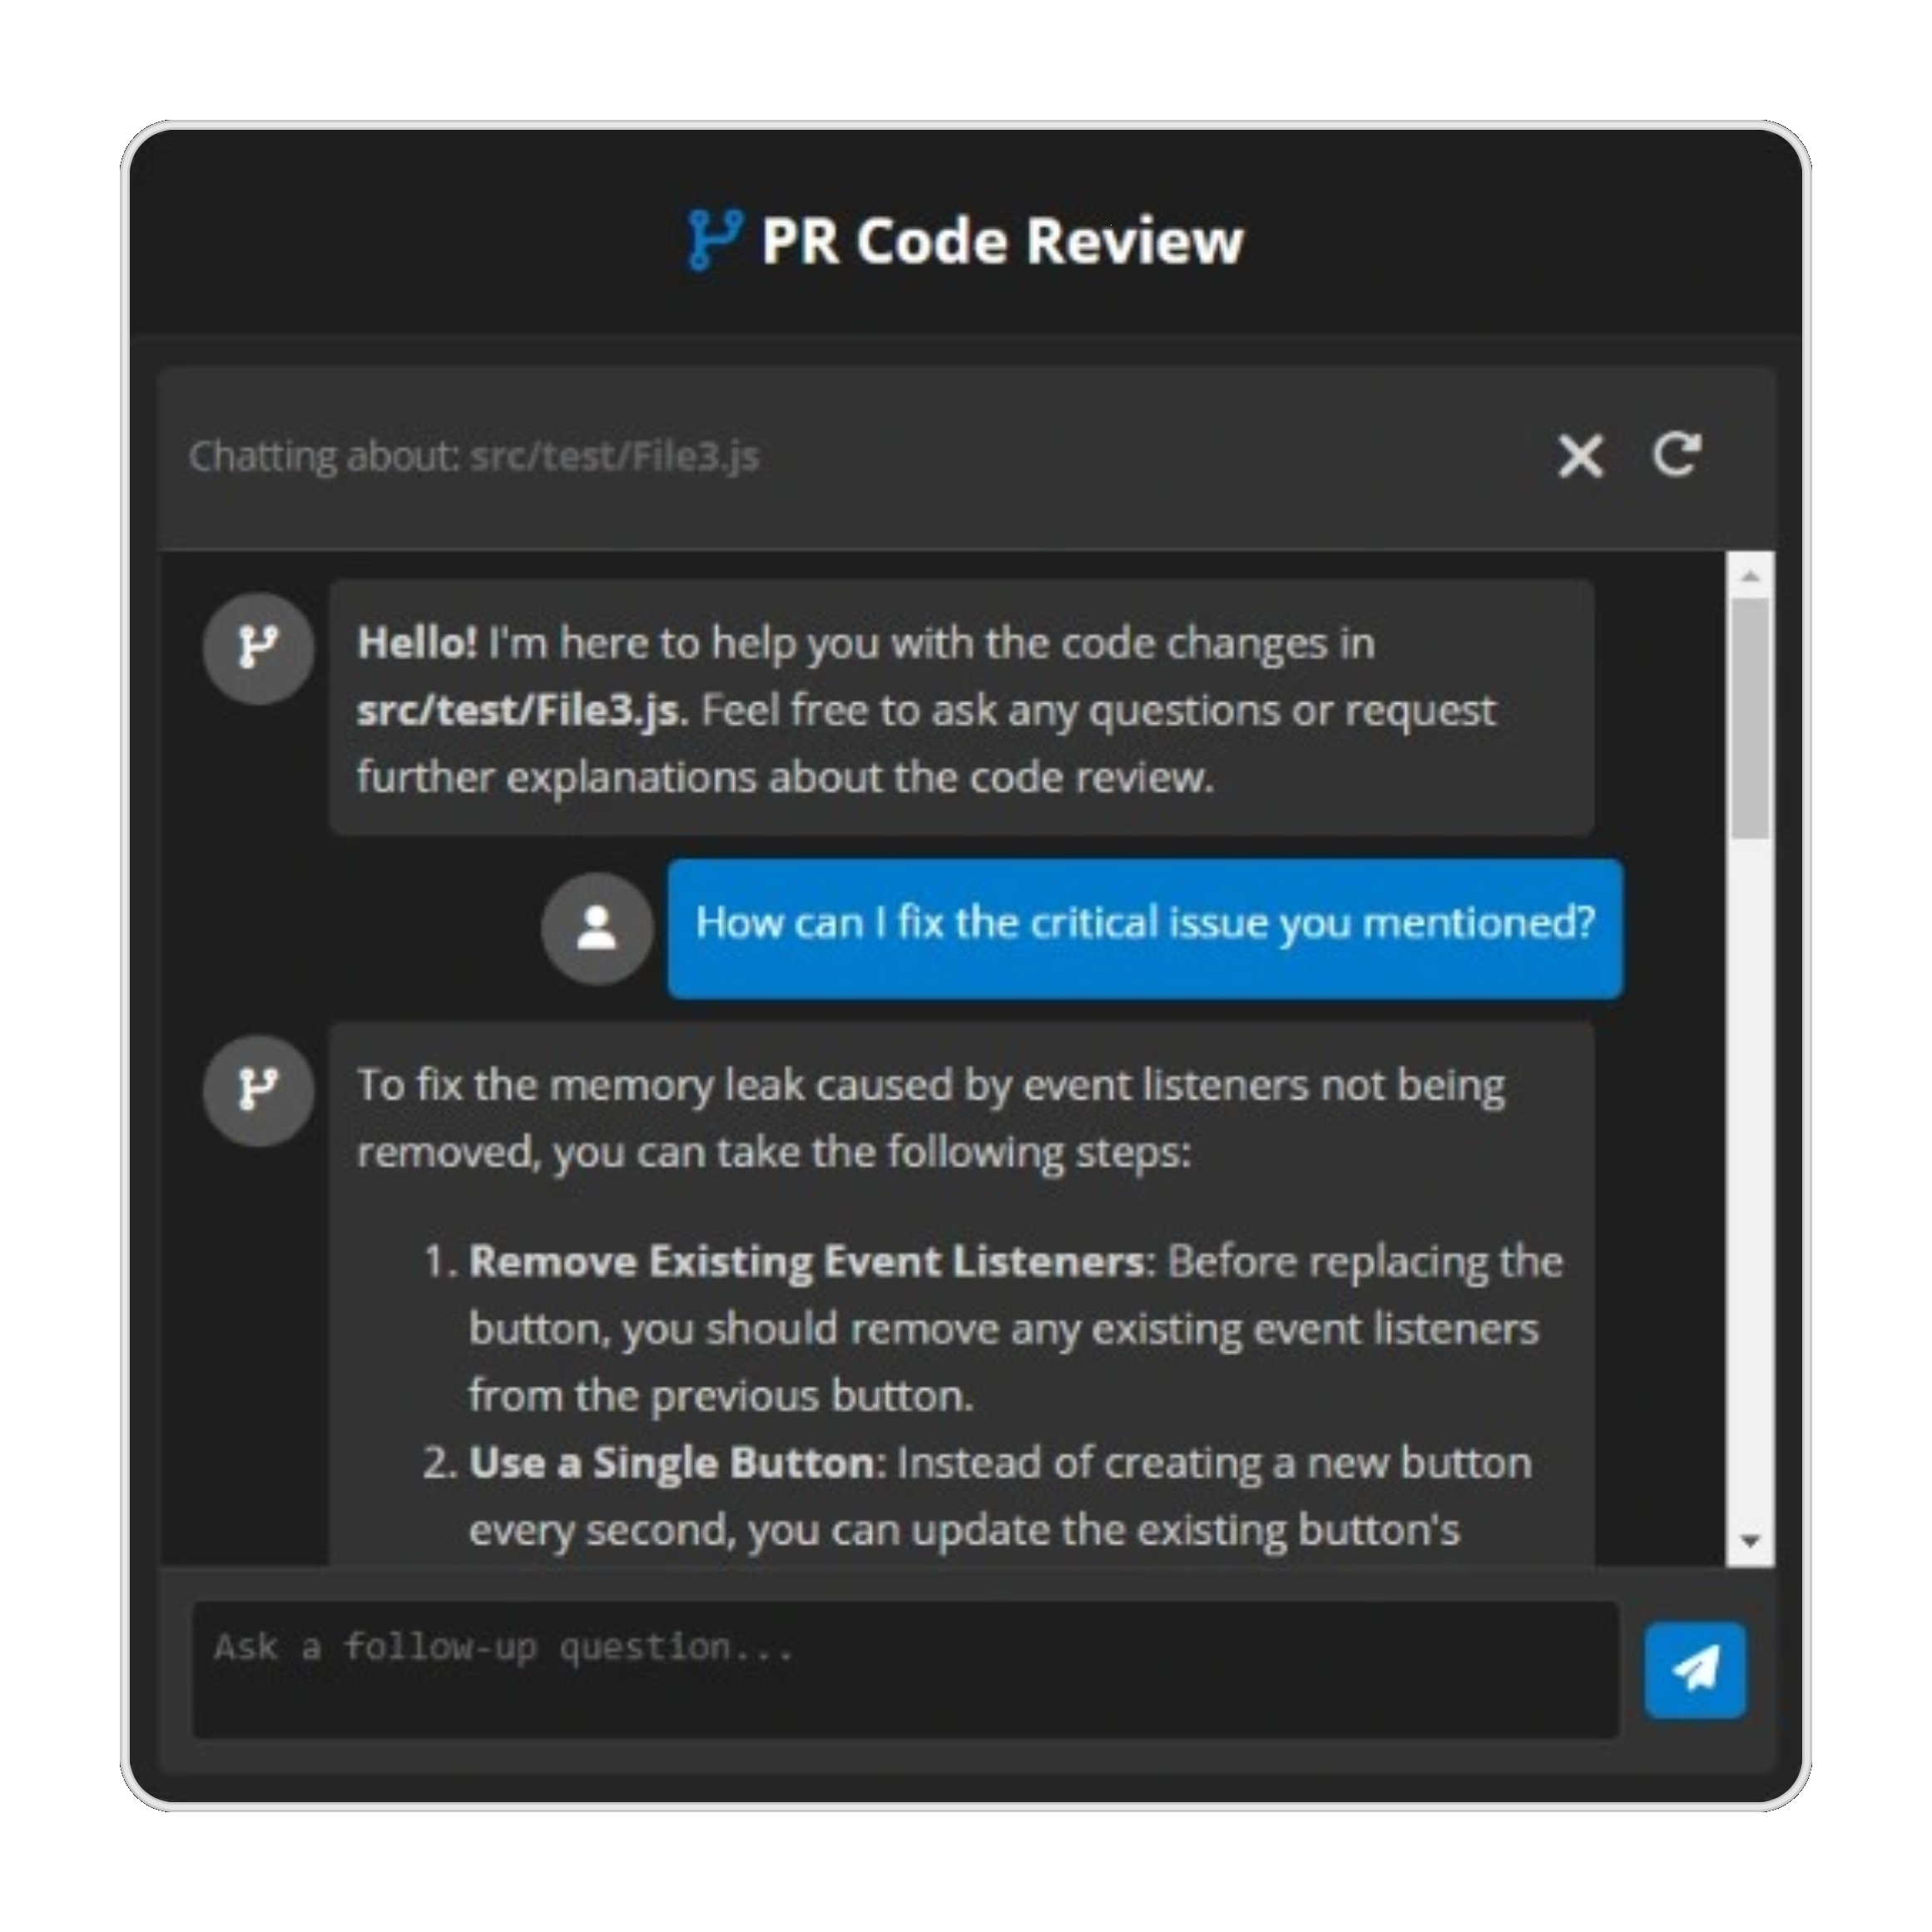 PR Code Review
Chatting about: src/test/File3.js
Hello! I'm here to help you with the code changes in
src/test/File3.js. Feel free to ask any questions or request
further explanations about the code review.
How can I fix the critical issue you mentioned?
To fix the memory leak caused by event listeners not being
removed, you can take the following steps:
1. Remove Existing Event Listeners: Before replacing the
button, you should remove any existing event listeners
from the previous button.
2. Use a Single Button: Instead of creating a new button
every second, you can update the existing button's
Ask a follow-up question...